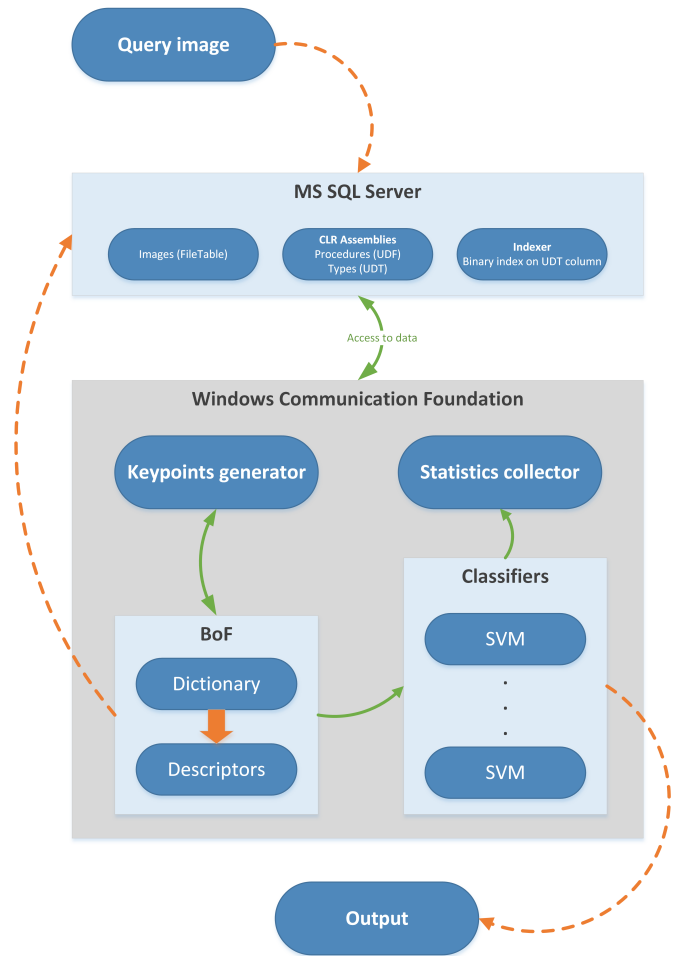 Query image
MS SQL Server
Images (FileTable)
CLR Assemblies
Procedures (UDF)
Types (UDT)
Indexer
Binary index on UDT column
Access to data
Windows Communication Foundation
Keypoints generator
Statistics collector
Classifiers
BoF
SVM
Dictionary
.
.
.
Descriptors
SVM
Output